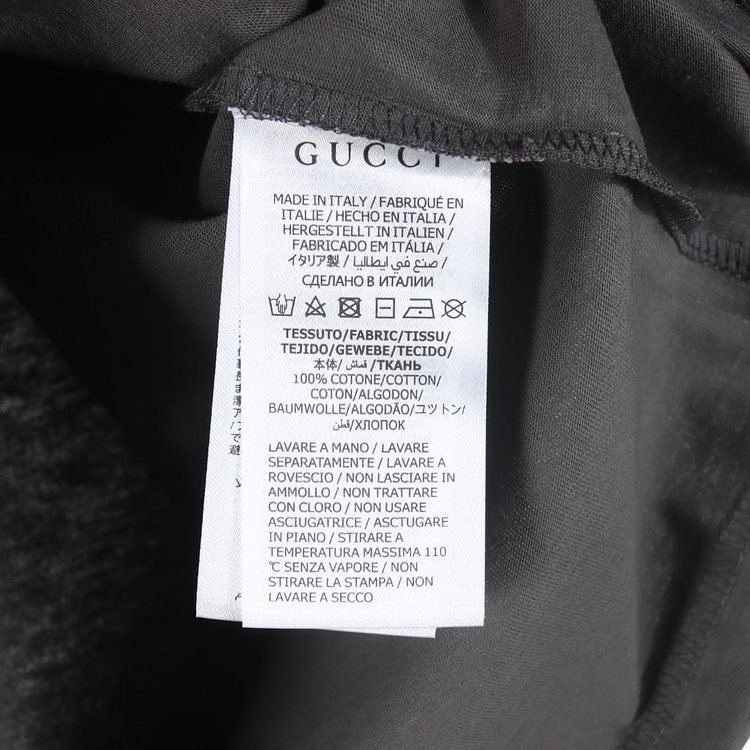 GUCCI
MADE IN ITALY / FABRIQUÉ EN
ITALIE / HECHO EN ITALIA /
HERGESTELLT IN ITALIEN /
FABRICADO EM ITÁLIA /
イタリア製 / صنع في ايطاليا /
СДЕЛАНО В ИТАЛИИ
TESSUTO/FABRIC/TISSU/
TEJIDO/GEWEBE/TECIDO/
本体/ قماش /ТКАНЬ
100% COTONE/COTTON/
COTON/ALGODON/
BAUMWOLLE/ALGODÃO/コットン/
قطن/ХЛОПОК
LAVARE A MANO / LAVARE
SEPARATAMENTE / LAVARE A
ROVESCIO / NON LASCIARE IN
AMMOLLO / NON TRATTARE
CON CLORO / NON USARE
ASCIUGATRICE / ASCTUGARE
IN PIANO / STIRARE A
TEMPERATURA MASSIMA 110
℃ SENZA VAPORE / NON
STIRARE LA STAMPA / NON
LAVARE A SECCO